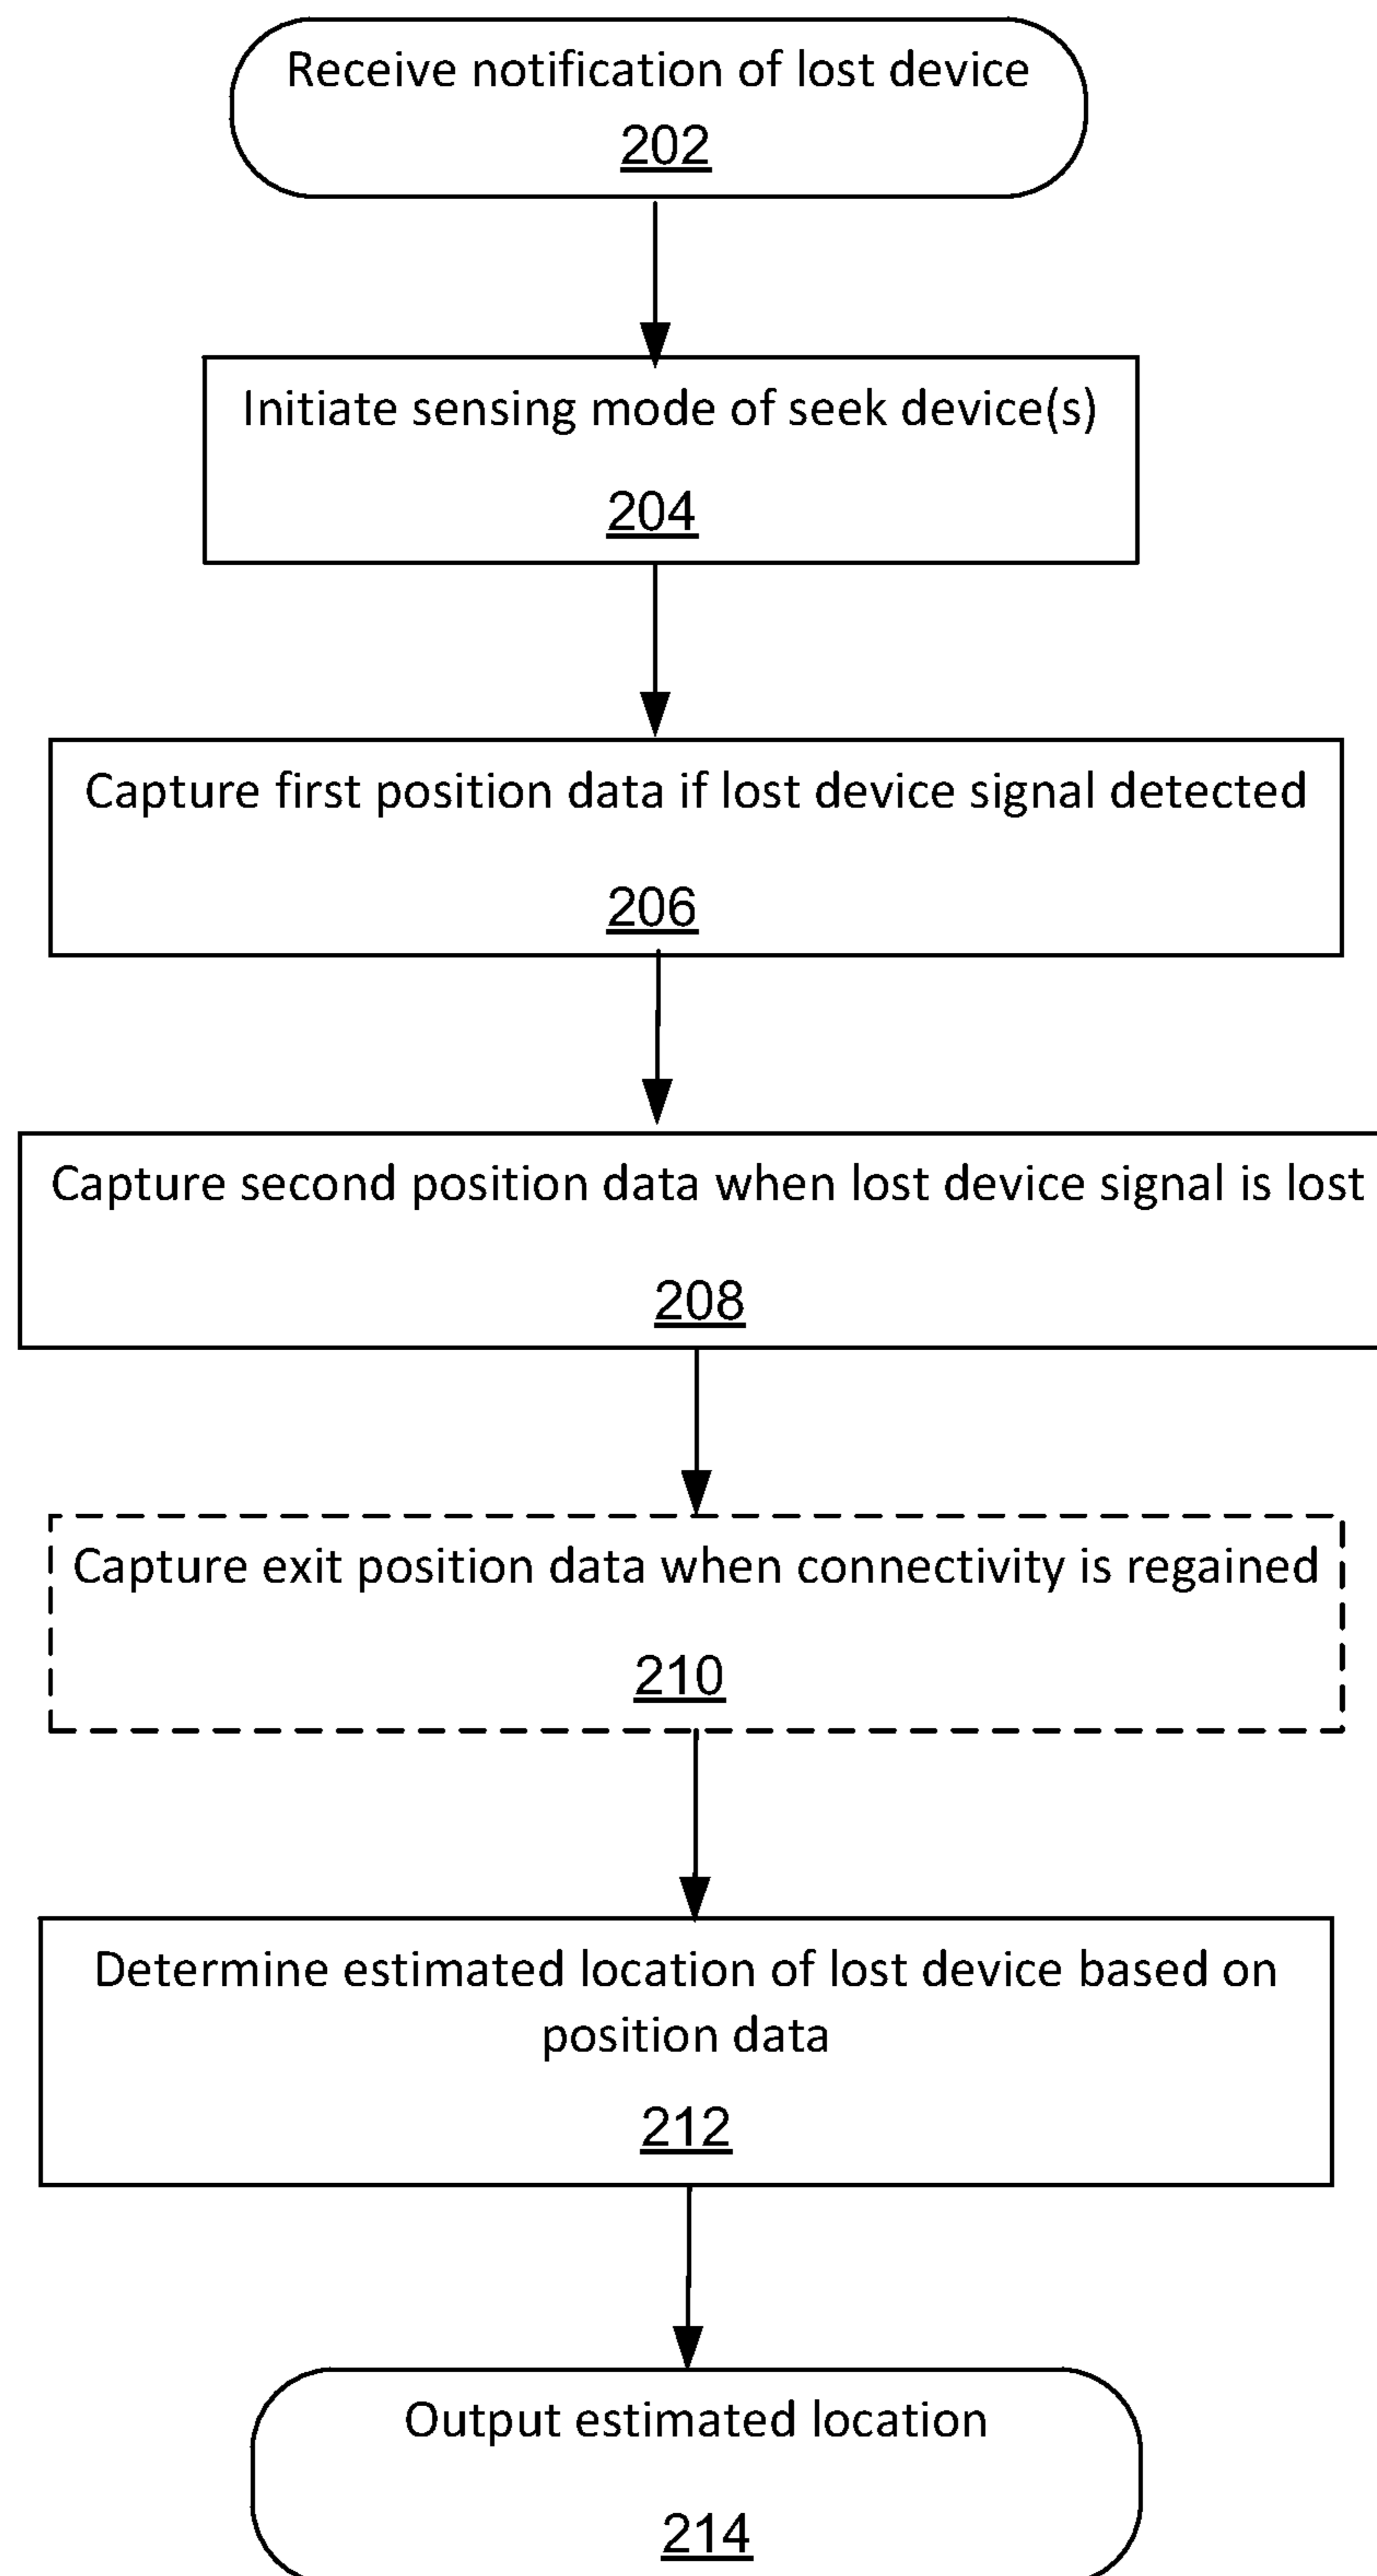 Receive notification of lost device
202
Initiate sensing mode of seek device(s)
204
Capture first position data if lost device signal detected
206
Capture second position data when lost device signal is lost
208
Capture exit position data when connectivity is regained
210
Determine estimated location of lost device based on
position data
212
Output estimated location
214